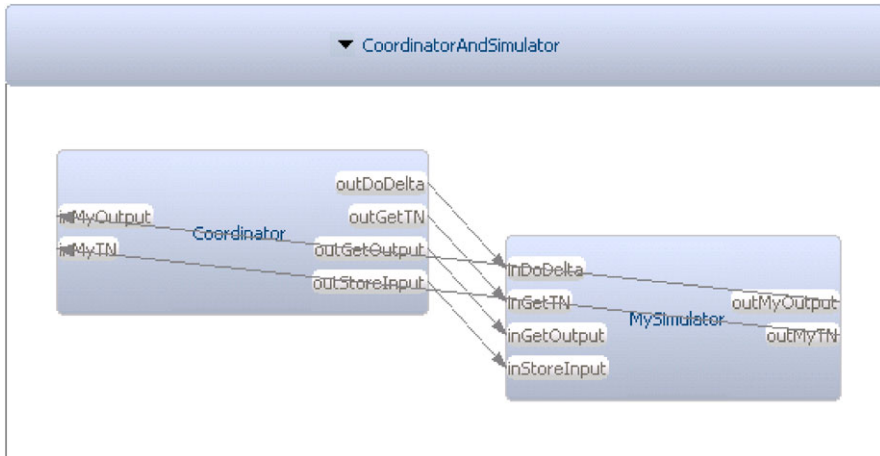 CoordinatorAndSimulator
outDoDelta
inMyOutput
outGetTN
Coordinator
inMyTN
outGetOutput
outStoreInput
inDoDelta
inGetTN
outMyOutput
MySimulator
inGetOutput
outMyTN
inStoreInput